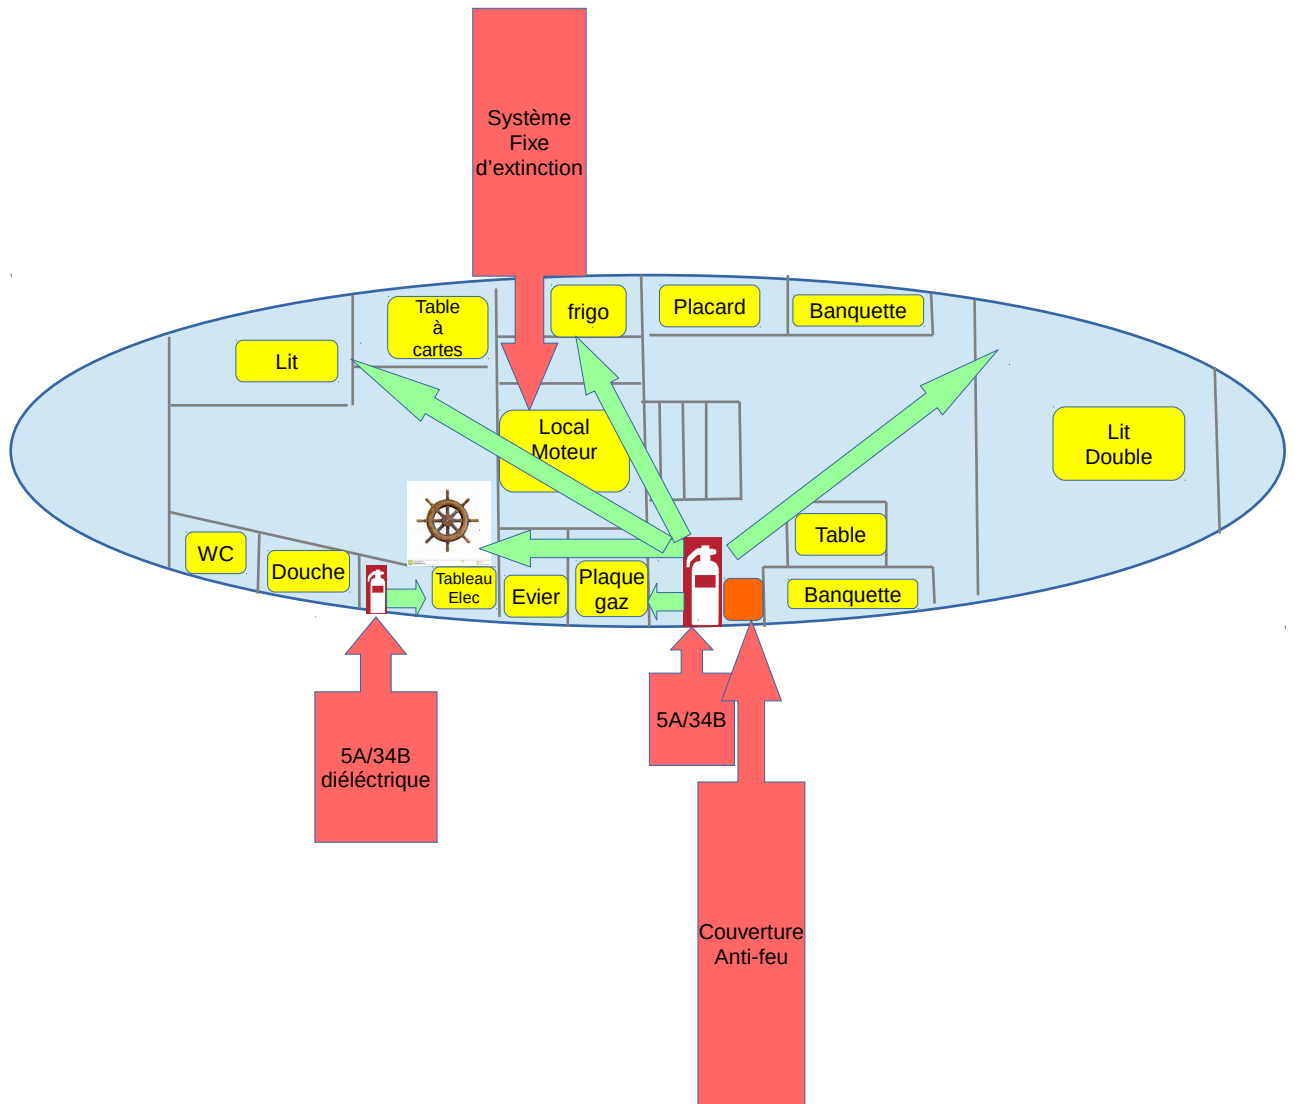 Système
Fixe
d'extinction
Table
à
cartes
frigo
Placard
Banquette
Lit
Local
Moteur
Lit
Double
WC
Douche
Tableau
Elec
Evier
Plaque
gaz
Table
Banquette
5A/34B
diéléctrique
5A/34B
Couverture
Anti-feu